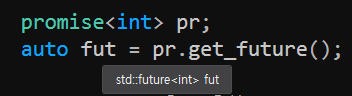 promise<int> pr;
auto fut = pr.get_future();
std::future<int> fut